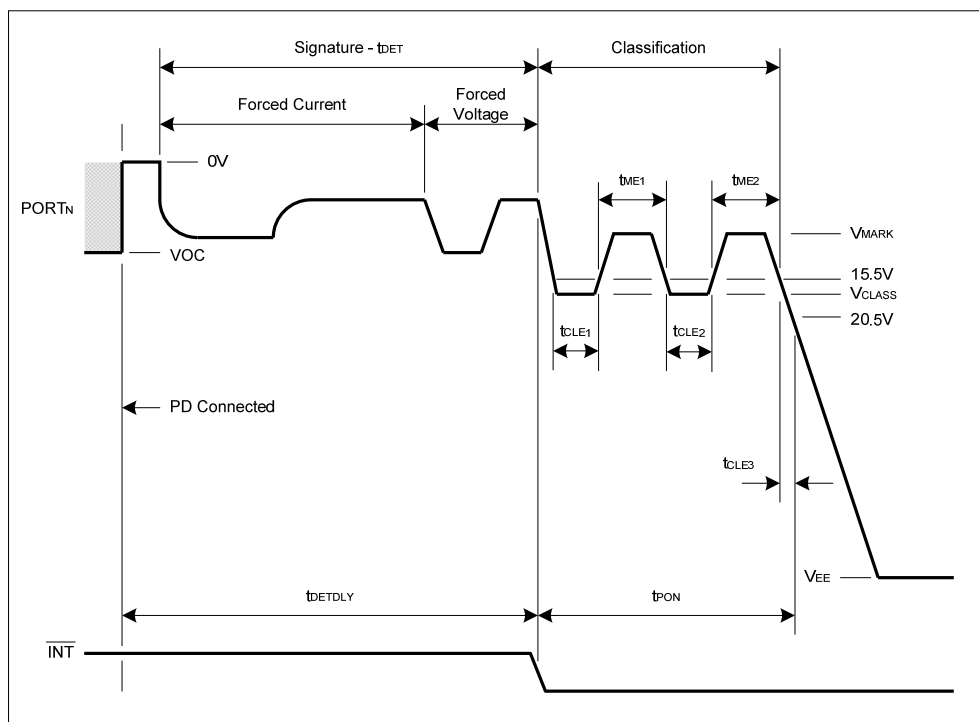 Signature - tDET
Classification
Forced Current
Forced
Voltage
0V
tME1
tME2
PORTN
VMARK
VOC
15.5V
VCLASS
20.5V
tCLE1
tCLE2
PD Connected
tCLE3
VEE
tDETDLY
tPON
INT